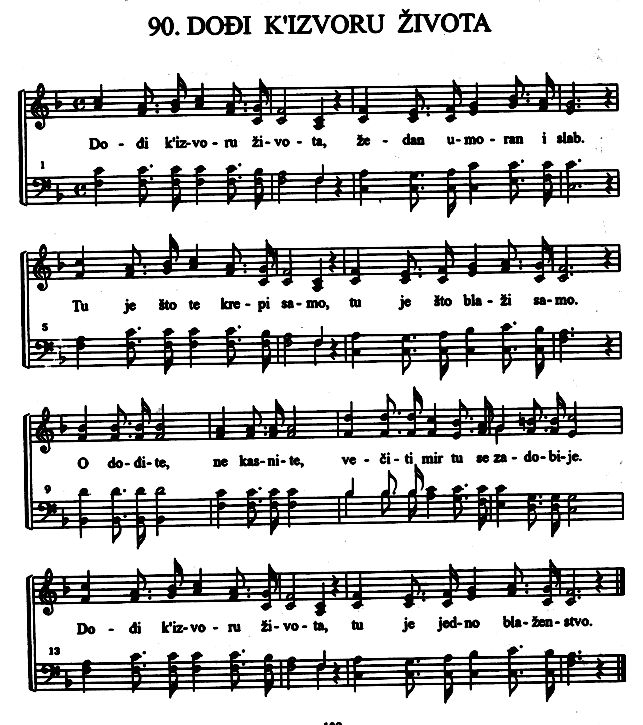 90. DOĐI K'IZVORU ŽIVOTA
Do - đi k'iz-vo - ru ži-vo - ta, že - dan u-mo - ran i slab.
1
Tu je što te kre - pi sa-mo, tu je što bla - ži sa-mo.
5
O do-đi-te, ne kas-ni-te, ve - či - ti mir tu se za-do-bi-je.
9
Do - đi k'iz-vo - ru ži-vo - ta, tu je jed-no bla-žen-stvo.
13